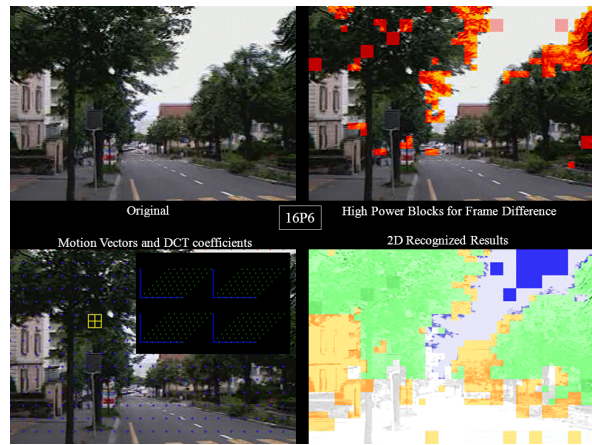 Original
16P6
High Power Blocks for Frame Difference
Motion Vectors and DCT coefficients
2D Recognized Results